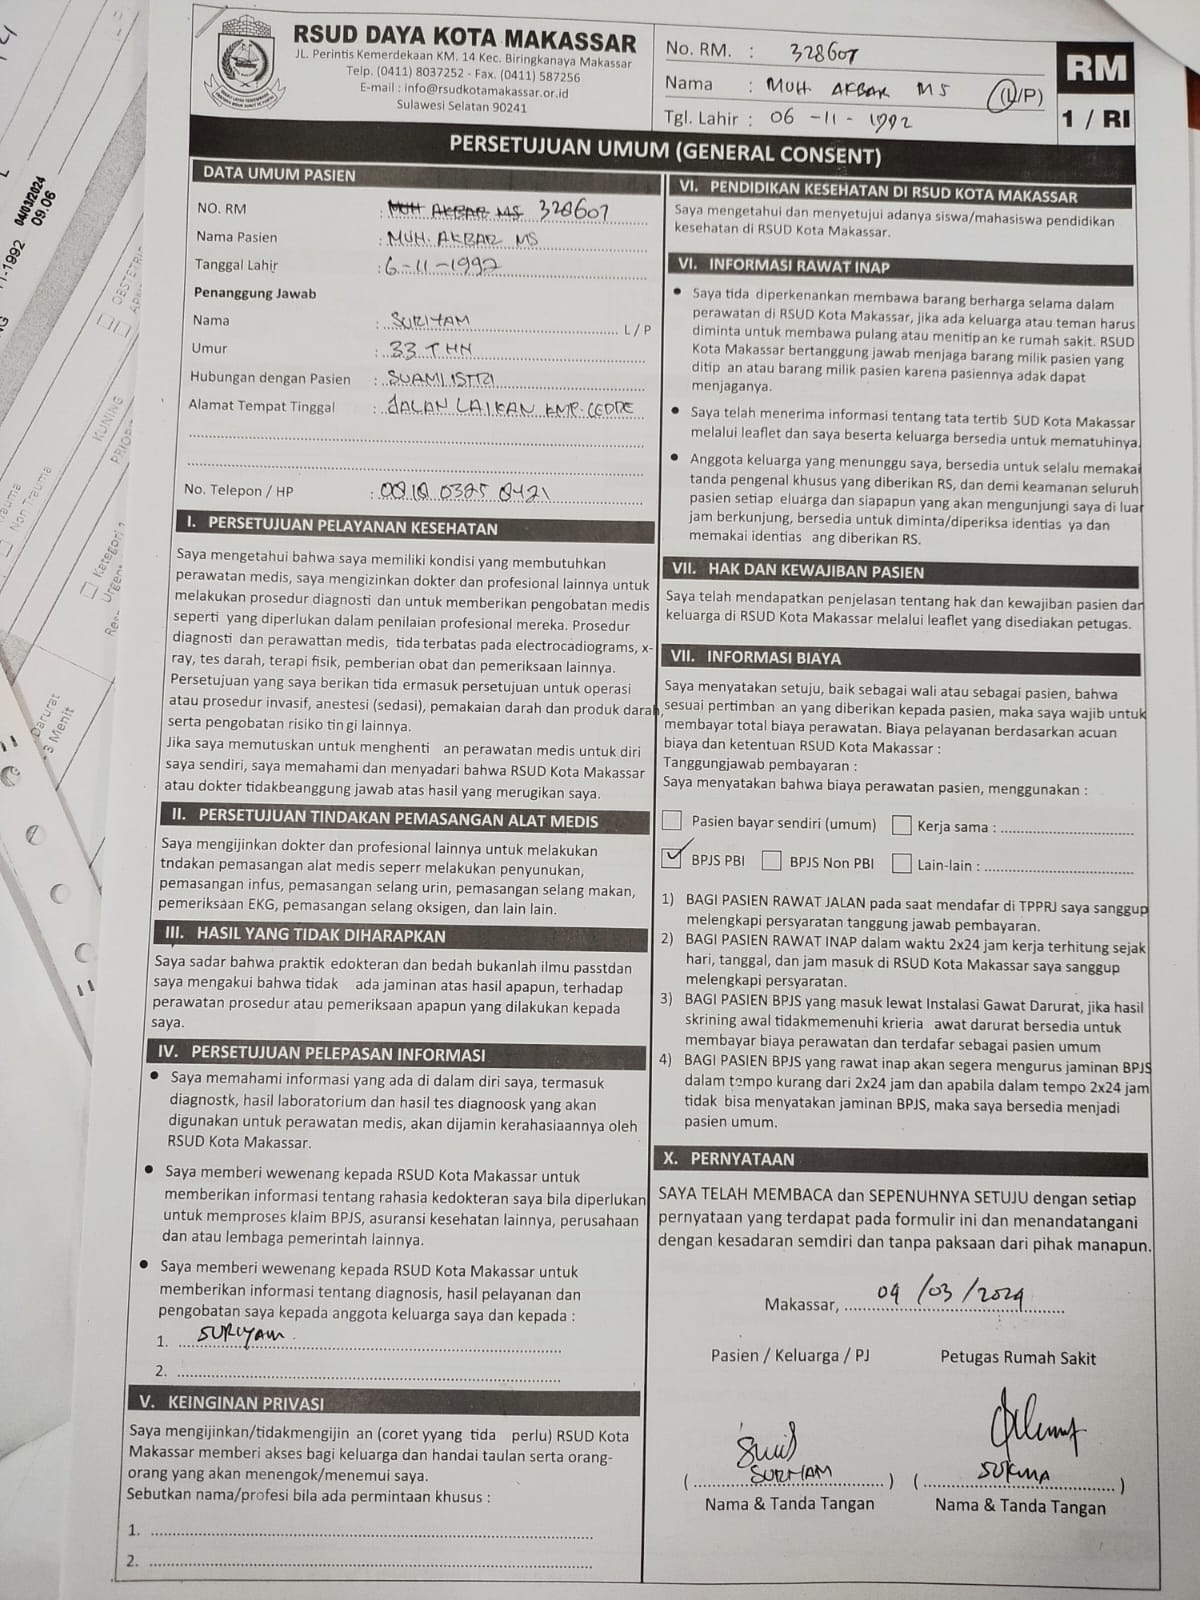 RSUD DAYA KOTA MAKASSAR
JL. Perintis Kemerdekaan KM. 14 Kec. Biringkanaya Makassar
Telp. (0411) 8037252 - Fax. (0411) 587256
E-mail : info@rsudkotamakassar.or.id
Sulawesi Selatan 90241
No. RM. : 328607
Nama : MUH AKBAR MS (L/P)
Tgl. Lahir : 06 -11- 1992
RM
1 / RI
PERSETUJUAN UMUM (GENERAL CONSENT)
DATA UMUM PASIEN
NO. RM : MUH AKBAR MS 328607
Nama Pasien : MUH. AKBAR MS
Tanggal Lahir : 6-11-1992
Penanggung Jawab
Nama : SURIYAM L / P
Umur : 33 THN
Hubungan dengan Pasien : SUAMI ISTRI
Alamat Tempat Tinggal : JALAN LAIKAN KMP. CEDDE
No. Telepon / HP :
I. PERSETUJUAN PELAYANAN KESEHATAN
Saya mengetahui bahwa saya memiliki kondisi yang membutuhkan
perawatan medis, saya mengizinkan dokter dan profesional lainnya untuk
melakukan prosedur diagnosti dan untuk memberikan pengobatan medis
seperti yang diperlukan dalam penilaian profesional mereka. Prosedur
diagnosti dan perawattan medis, tida terbatas pada electrocadiograms, x-
ray, tes darah, terapi fisik, pemberian obat dan pemeriksaan lainnya.
Persetujuan yang saya berikan tida ermasuk persetujuan untuk operasi
atau prosedur invasif, anestesi (sedasi), pemakaian darah dan produk darah,
serta pengobatan risiko tingi lainnya.
Jika saya memutuskan untuk menghenti an perawatan medis untuk diri
saya sendiri, saya memahami dan menyadari bahwa RSUD Kota Makassar
atau dokter tidakbeanggung jawab atas hasil yang merugikan saya.
II. PERSETUJUAN TINDAKAN PEMASANGAN ALAT MEDIS
Saya mengijinkan dokter dan profesional lainnya untuk melakukan
tndakan pemasangan alat medis seperr melakukan penyunukan,
pemasangan infus, pemasangan selang urin, pemasangan selang makan,
pemeriksaan EKG, pemasangan selang oksigen, dan lain lain.
III. HASIL YANG TIDAK DIHARAPKAN
Saya sadar bahwa praktik edokteran dan bedah bukanlah ilmu passtdan
saya mengakui bahwa tidak ada jaminan atas hasil apapun, terhadap
perawatan prosedur atau pemeriksaan apapun yang dilakukan kepada
saya.
IV. PERSETUJUAN PELEPASAN INFORMASI
• Saya memahami informasi yang ada di dalam diri saya, termasuk
diagnostk, hasil laboratorium dan hasil tes diagnoosk yang akan
digunakan untuk perawatan medis, akan dijamin kerahasiaannya oleh
RSUD Kota Makassar.
• Saya memberi wewenang kepada RSUD Kota Makassar untuk
memberikan informasi tentang rahasia kedokteran saya bila diperlukan
untuk memproses klaim BPJS, asuransi kesehatan lainnya, perusahaan
dan atau lembaga pemerintah lainnya.
• Saya memberi wewenang kepada RSUD Kota Makassar untuk
memberikan informasi tentang diagnosis, hasil pelayanan dan
pengobatan saya kepada anggota keluarga saya dan kepada :
1. SURIYAM
2.
V. KEINGINAN PRIVASI
Saya mengijinkan/tidakmengijin an (coret yyang tida perlu) RSUD Kota
Makassar memberi akses bagi keluarga dan handai taulan serta orang-
orang yang akan menengok/menemui saya.
Sebutkan nama/profesi bila ada permintaan khusus :
1.
2.
VI. PENDIDIKAN KESEHATAN DI RSUD KOTA MAKASSAR
Saya mengetahui dan menyetujui adanya siswa/mahasiswa pendidikan
kesehatan di RSUD Kota Makassar.
VI. INFORMASI RAWAT INAP
• Saya tida diperkenankan membawa barang berharga selama dalam
perawatan di RSUD Kota Makassar, jika ada keluarga atau teman harus
diminta untuk membawa pulang atau menitip an ke rumah sakit. RSUD
Kota Makassar bertanggung jawab menjaga barang milik pasien yang
ditip an atau barang milik pasien karena pasiennya adak dapat
menjaganya.
• Saya telah menerima informasi tentang tata tertib SUD Kota Makassar
melalui leaflet dan saya beserta keluarga bersedia untuk mematuhinya.
• Anggota keluarga yang menunggu saya, bersedia untuk selalu memakai
tanda pengenal khusus yang diberikan RS, dan demi keamanan seluruh
pasien setiap eluarga dan siapapun yang akan mengunjungi saya di luar
jam berkunjung, bersedia untuk diminta/diperiksa identias ya dan
memakai identias ang diberikan RS.
VII. HAK DAN KEWAJIBAN PASIEN
Saya telah mendapatkan penjelasan tentang hak dan kewajiban pasien dan
keluarga di RSUD Kota Makassar melalui leaflet yang disediakan petugas.
VII. INFORMASI BIAYA
Saya menyatakan setuju, baik sebagai wali atau sebagai pasien, bahwa
sesuai pertimban an yang diberikan kepada pasien, maka saya wajib untuk
membayar total biaya perawatan. Biaya pelayanan berdasarkan acuan
biaya dan ketentuan RSUD Kota Makassar :
Tanggungjawab pembayaran :
Saya menyatakan bahwa biaya perawatan pasien, menggunakan :
Pasien bayar sendiri (umum) Kerja sama :
BPJS PBI BPJS Non PBI Lain-lain :
1) BAGI PASIEN RAWAT JALAN pada saat mendafar di TPPRJ saya sanggup
melengkapi persyaratan tanggung jawab pembayaran.
2) BAGI PASIEN RAWAT INAP dalam waktu 2x24 jam kerja terhitung sejak
hari, tanggal, dan jam masuk di RSUD Kota Makassar saya sanggup
melengkapi persyaratan.
3) BAGI PASIEN BPJS yang masuk lewat Instalasi Gawat Darurat, jika hasil
skrining awal tidakmemenuhi krieria awat darurat bersedia untuk
membayar biaya perawatan dan terdafar sebagai pasien umum
4) BAGI PASIEN BPJS yang rawat inap akan segera mengurus jaminan BPJS
dalam tempo kurang dari 2x24 jam dan apabila dalam tempo 2x24 jam
tidak bisa menyatakan jaminan BPJS, maka saya bersedia menjadi
pasien umum.
X. PERNYATAAN
SAYA TELAH MEMBACA dan SEPENUHNYA SETUJU dengan setiap
pernyataan yang terdapat pada formulir ini dan menandatangani
dengan kesadaran semdiri dan tanpa paksaan dari pihak manapun.
Makassar, 04 /03 /2024
Pasien / Keluarga / PJ Petugas Rumah Sakit
( SURIYAM ) ( SUKMA )
Nama & Tanda Tangan Nama & Tanda Tangan
04/03/2024
09.06
11-1992
KUNING
Non Trauma
Kategori
Darurat
3 Menit